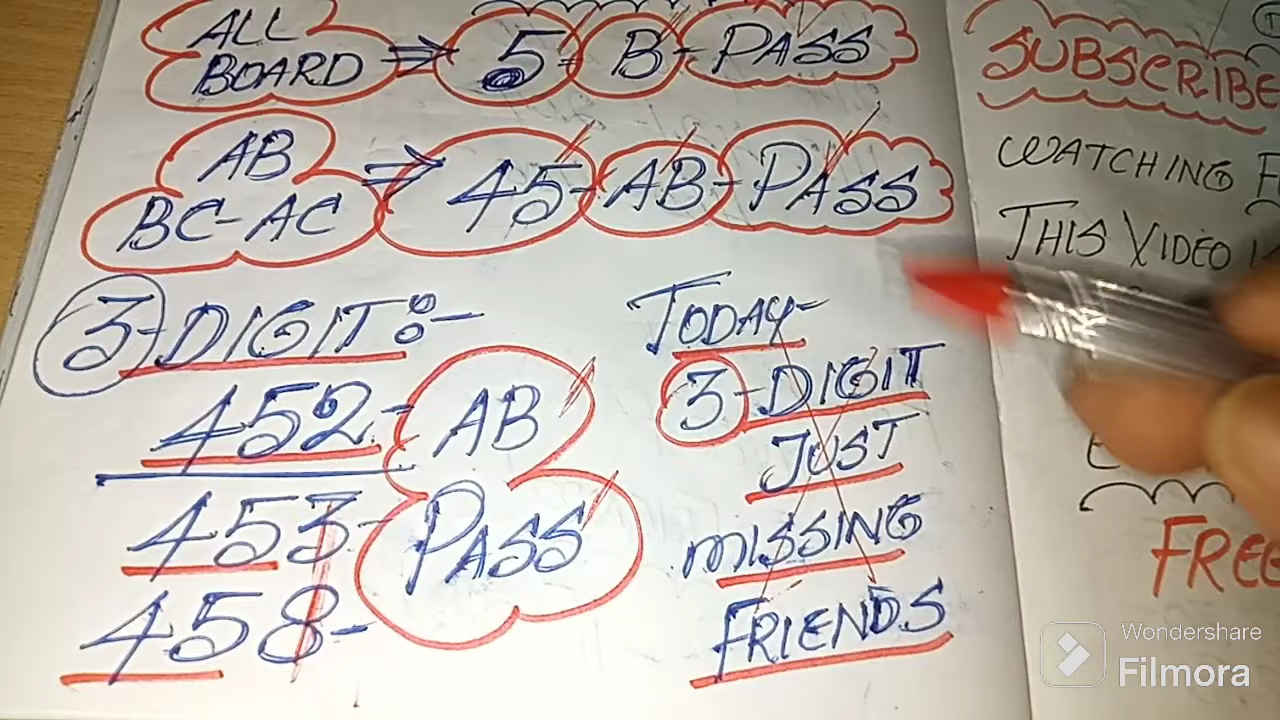 ALL
BOARD ⇒ 5 - B - PASS
AB
BC-AC ⇒ 45 - AB - PASS
3-DIGIT:-
452 - AB
453 - PASS
458 -
TODAY-
3-DIGIT
JUST
MISSING
FRIENDS
SUBSCRIBE
WATCHING
THIS VIDEO
FREE
Wondershare
Filmora